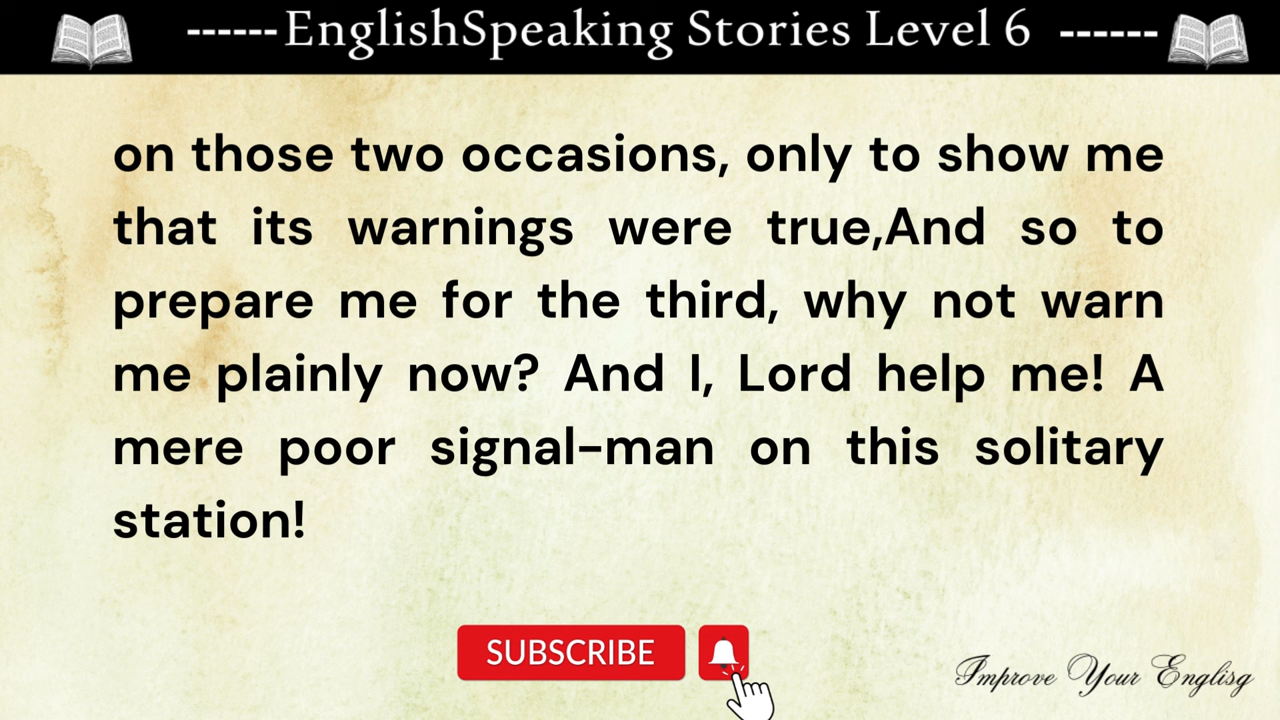 ------EnglishSpeaking Stories Level 6 ------
on those two occasions, only to show me
that its warnings were true,And so to
prepare me for the third, why not warn
me plainly now? And I, Lord help me! A
mere poor signal-man on this solitary
station!
SUBSCRIBE
Improve Your Englisg